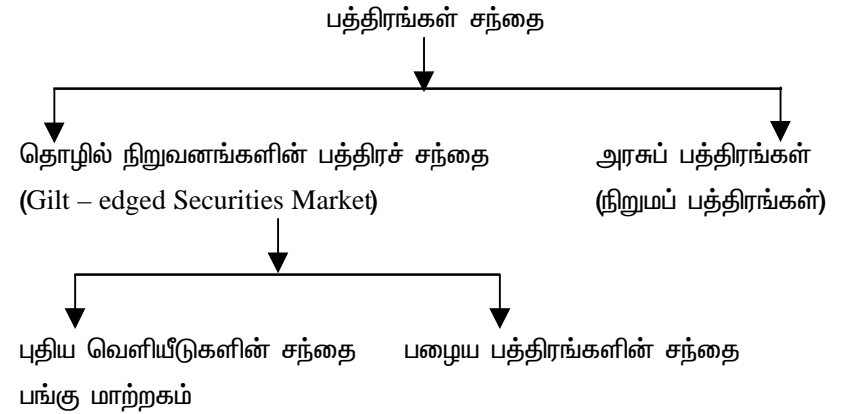 பத்திரங்கள் சந்தை
தொழில் நிறுவனங்களின் பத்திரச் சந்தை அரசுப் பத்திரங்கள்
(Gilt – edged Securities Market) (நிறுமப் பத்திரங்கள்)
புதிய வெளியீடுகளின் சந்தை பழைய பத்திரங்களின் சந்தை
பங்கு மாற்றகம்